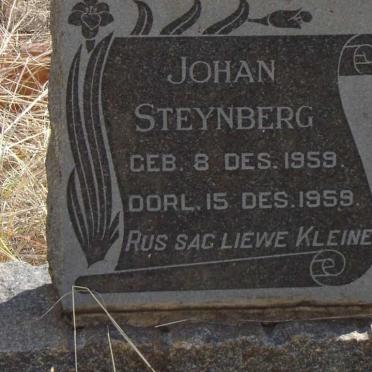 JOHAN
STEYNBERG
GEB. 8 DES. 1959.
OORL. 15 DES. 1959.
RUS SAG LIEWE KLEINE